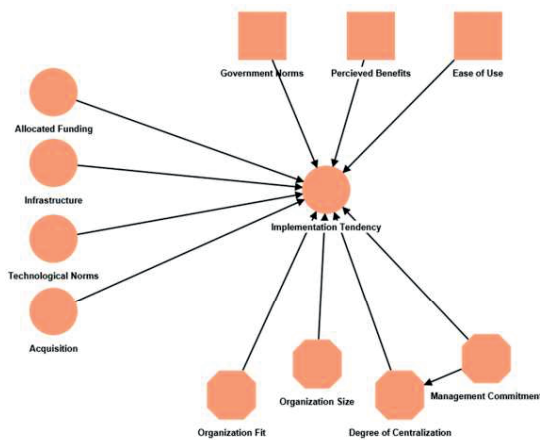 Government Norms
Percieved Benefits
Ease of Use
Allocated Funding
Infrastructure
Implementation Tendency
Technological Norms
Acquisition
Organization Fit
Organization Size
Degree of Centralization
Management Commitment